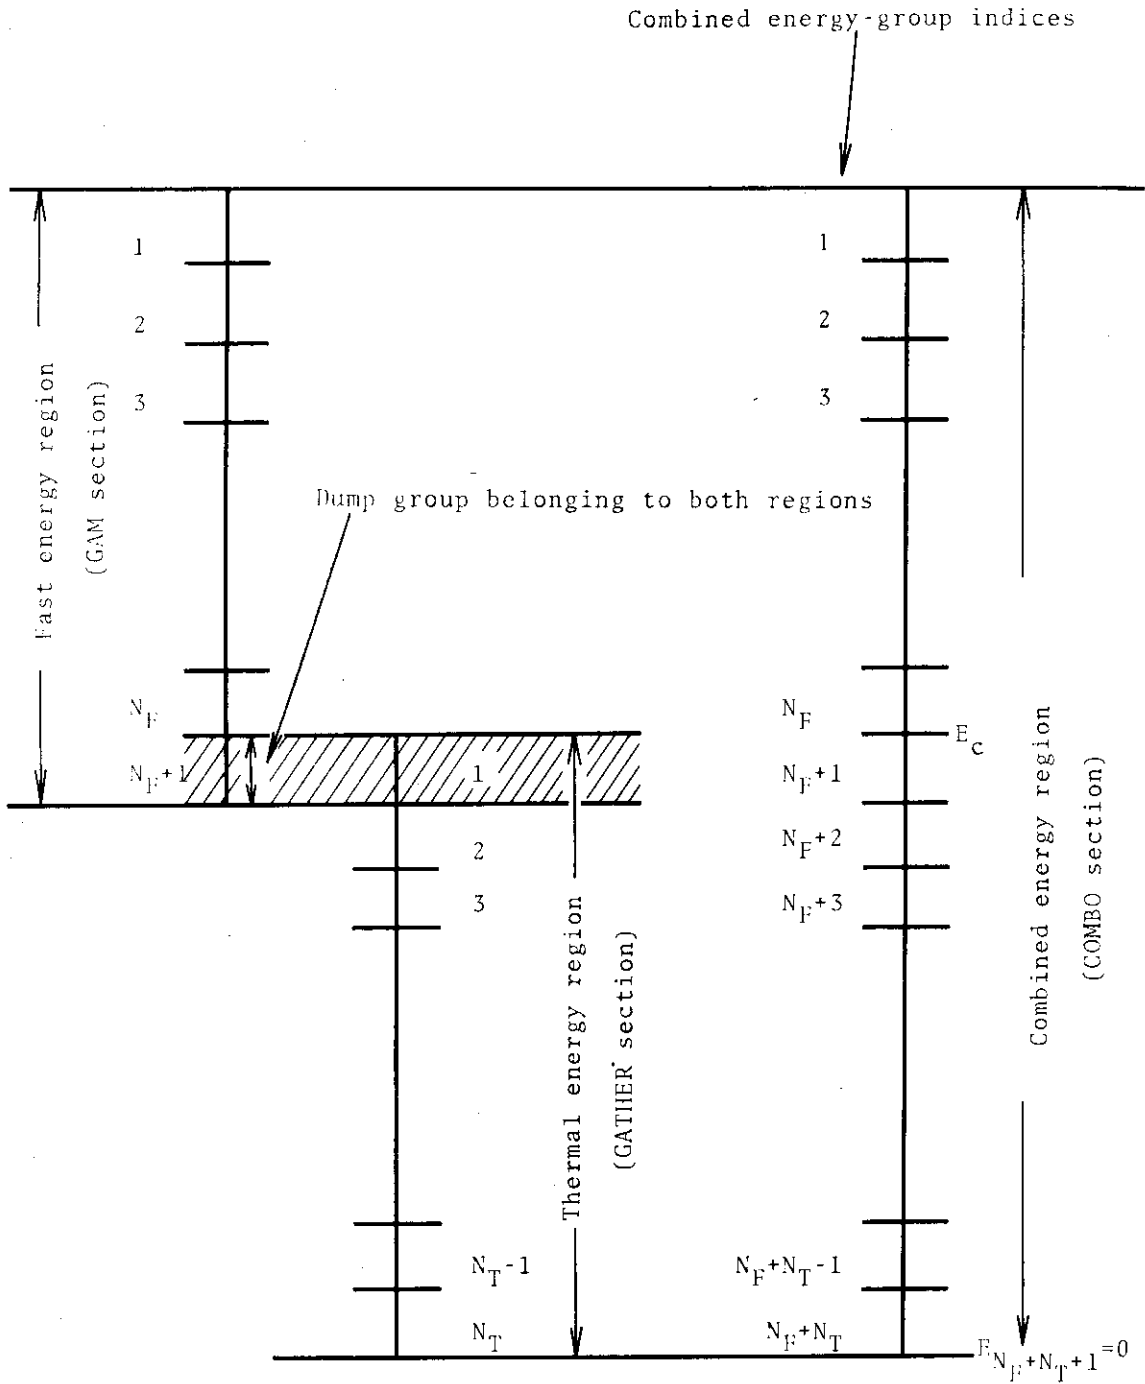 Combined energy-group indices
1
2
3
Fast energy region
(GAM section)
Dump group belonging to both regions
N_F
N_F+1
1
2
3
Thermal energy region
(GATHER section)
N_T-1
N_T
1
2
3
N_F
E_c
N_F+1
N_F+2
N_F+3
Combined energy region
(COMBO section)
N_F+N_T-1
N_F+N_T
E_{N_F+N_T+1}=0